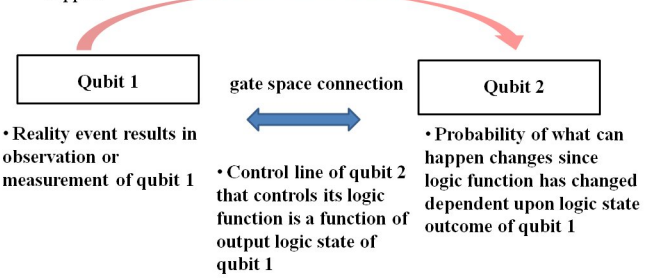 Qubit 1
gate space connection
Qubit 2
• Reality event results in
observation or
measurement of qubit 1
• Control line of qubit 2
that controls its logic
function is a function of
output logic state of
qubit 1
• Probability of what can
happen changes since
logic function has changed
dependent upon logic state
outcome of qubit 1